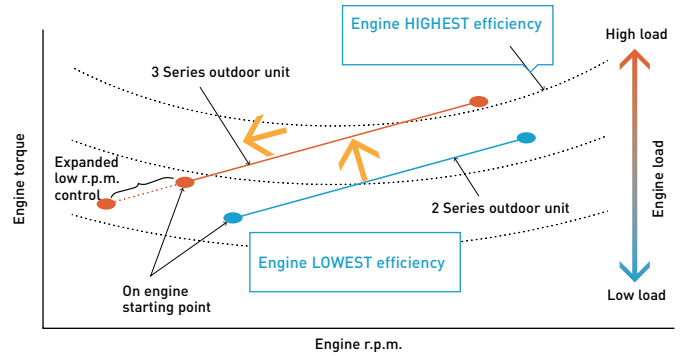 Engine HIGHEST efficiency
High load
3 Series outdoor unit
Engine torque
Expanded
low r.p.m.
control
Engine load
2 Series outdoor unit
Engine LOWEST efficiency
On engine
starting point
Low load
Engine r.p.m.